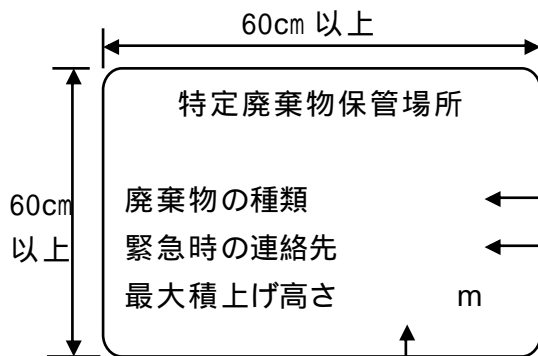 60cm 以上
特定廃棄物保管場所
60cm
以上
廃棄物の種類
緊急時の連絡先
最大積上げ高さ m